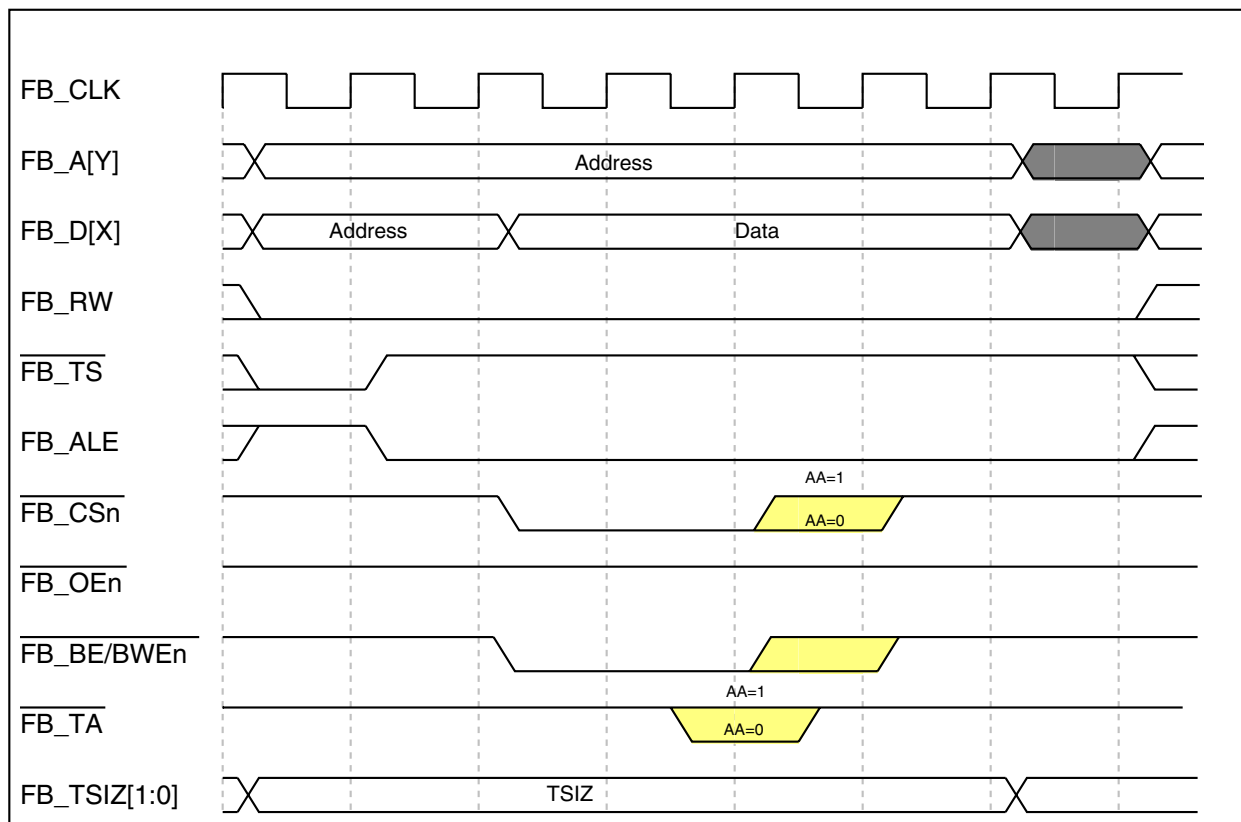 FB_CLK
FB_A[Y]
Address
FB_D[X]
Address
Data
FB_RW
FB_TS
FB_ALE
AA=1
FB_CSn
AA=0
FB_OEn
FB_BE/BWEn
AA=1
FB_TA
AA=0
FB_TSIZ[1:0]
TSIZ